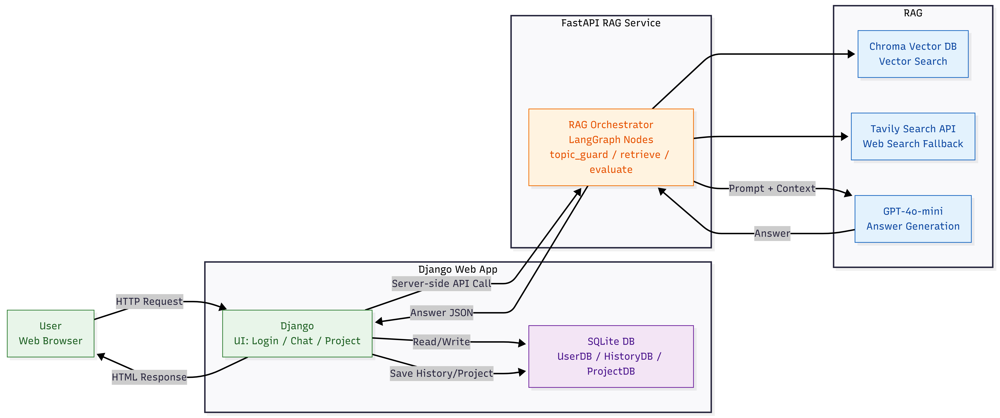 FastAPI RAG Service
RAG
Chroma Vector DB
Vector Search
RAG Orchestrator
LangGraph Nodes
topic_guard / retrieve /
evaluate
Tavily Search API
Web Search Fallback
Prompt + Context
GPT-4o-mini
Answer Generation
Answer
Django Web App
Server-side API Call
HTTP Request
Answer JSON
User
Web Browser
Django
UI: Login / Chat / Project
Read/Write
SQLite DB
UserDB / HistoryDB /
ProjectDB
Save History/Project
HTML Response